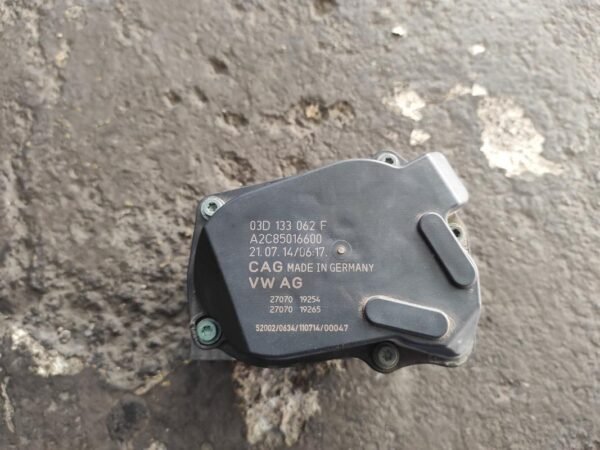 03D 133 062 F
A2C85016600
21.07.14/06:17.
CAG MADE IN GERMANY
VW AG
27070 19254
27070 19265
52002/0634/110714/00047